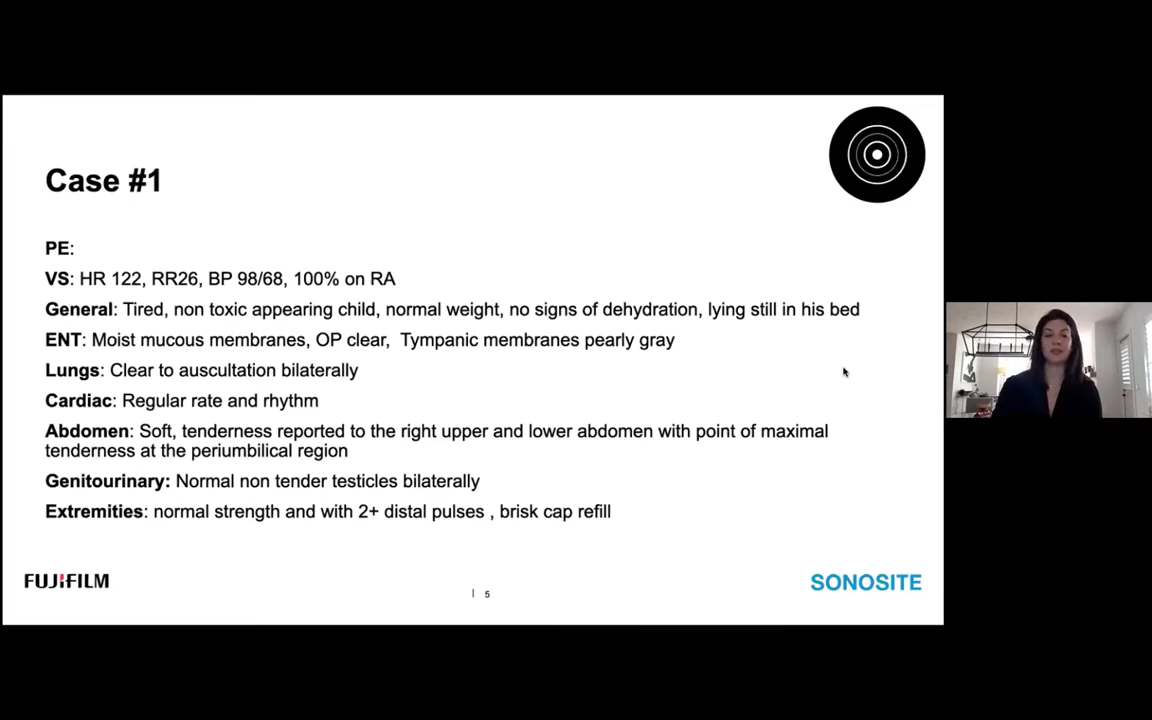 Case #1
PE:
VS: HR 122, RR26, BP 98/68, 100% on RA
General: Tired, non toxic appearing child, normal weight, no signs of dehydration, lying still in his bed
ENT: Moist mucous membranes, OP clear, Tympanic membranes pearly gray
Lungs: Clear to auscultation bilaterally
Cardiac: Regular rate and rhythm
Abdomen: Soft, tenderness reported to the right upper and lower abdomen with point of maximal
tenderness at the periumbilical region
Genitourinary: Normal non tender testicles bilaterally
Extremities: normal strength and with 2+ distal pulses , brisk cap refill
FUJIFILM
| 5
SONOSITE